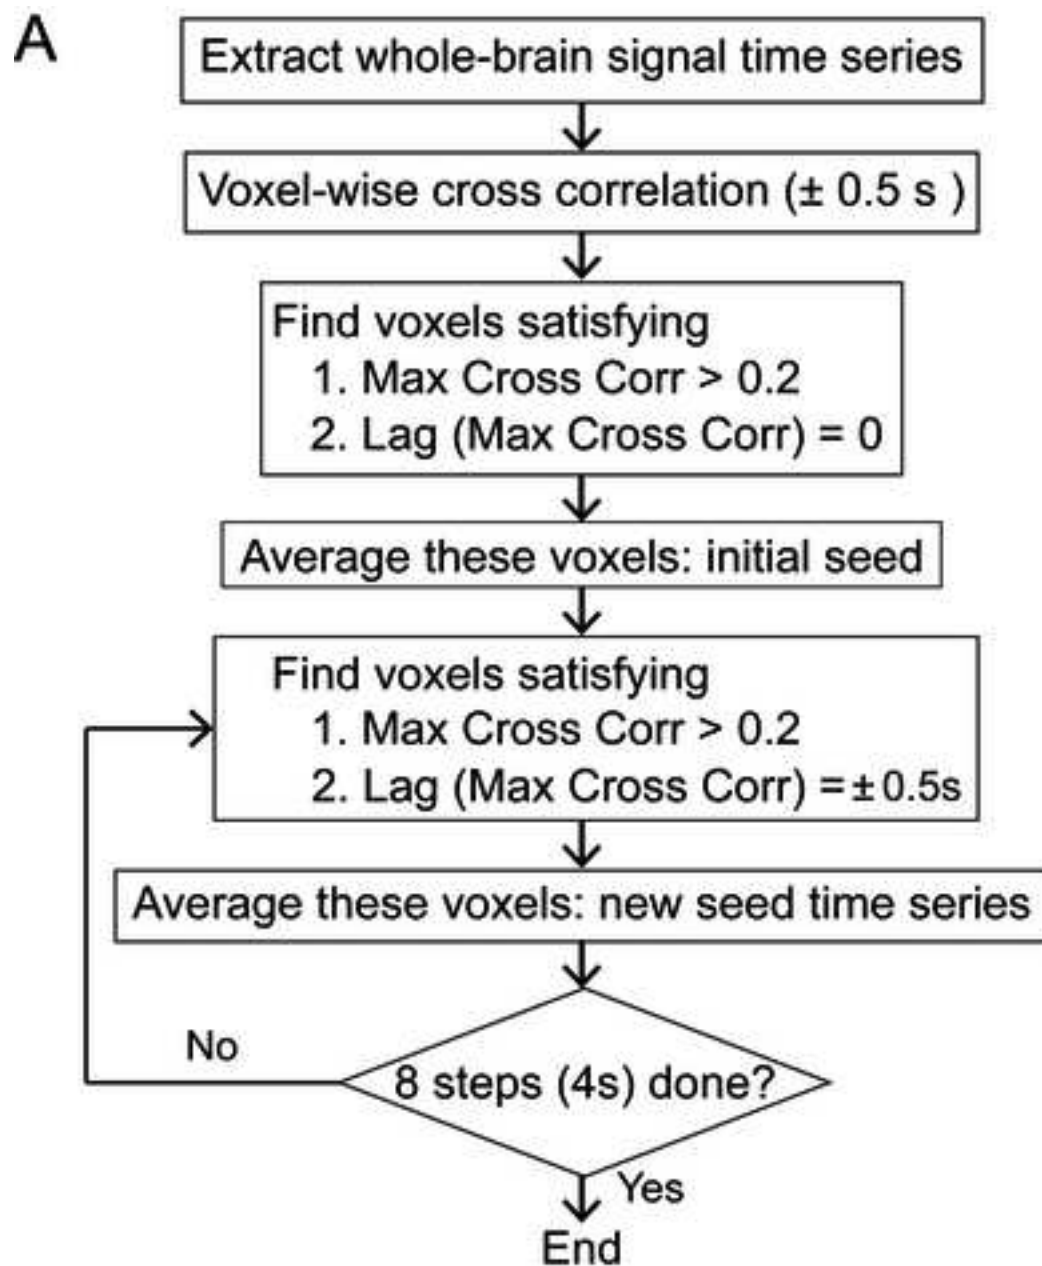 A
Extract whole-brain signal time series
Voxel-wise cross correlation (± 0.5 s )
Find voxels satisfying
1. Max Cross Corr > 0.2
2. Lag (Max Cross Corr) = 0
Average these voxels: initial seed
Find voxels satisfying
1. Max Cross Corr > 0.2
2. Lag (Max Cross Corr) = ± 0.5s
Average these voxels: new seed time series
No
8 steps (4s) done?
Yes
End